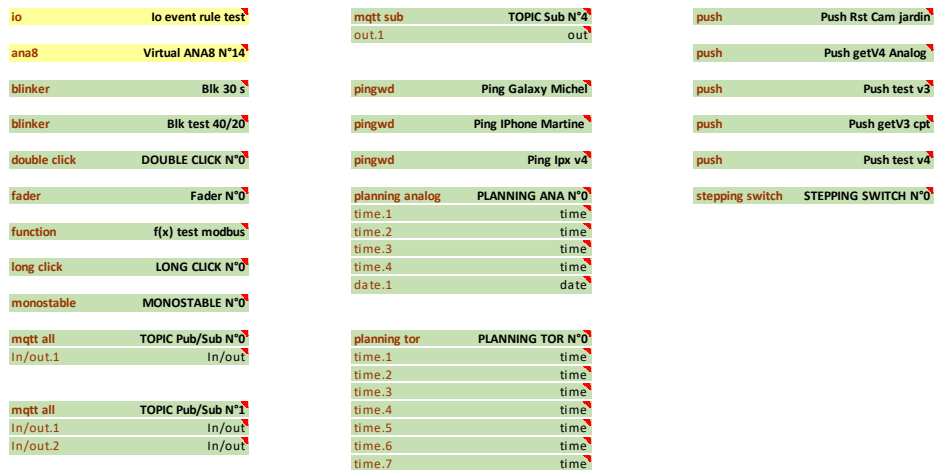 io Io event rule test
ana8 Virtual ANA8 N°14
blinker Blk 30 s
blinker Blk test 40/20
double click DOUBLE CLICK N°0
fader Fader N°0
function f(x) test modbus
long click LONG CLICK N°0
monostable MONOSTABLE N°0
mqtt all TOPIC Pub/Sub N°0
In/out.1 In/out
mqtt all TOPIC Pub/Sub N°1
In/out.1 In/out
In/out.2 In/out
mqtt sub TOPIC Sub N°4
out.1 out
pingwd Ping Galaxy Michel
pingwd Ping IPhone Martine
pingwd Ping Ipx v4
planning analog PLANNING ANA N°0
time.1 time
time.2 time
time.3 time
time.4 time
date.1 date
planning tor PLANNING TOR N°0
time.1 time
time.2 time
time.3 time
time.4 time
time.5 time
time.6 time
time.7 time
push Push Rst Cam jardin
push Push getV4 Analog
push Push test v3
push Push getV3 cpt
push Push test v4
stepping switch STEPPING SWITCH N°0